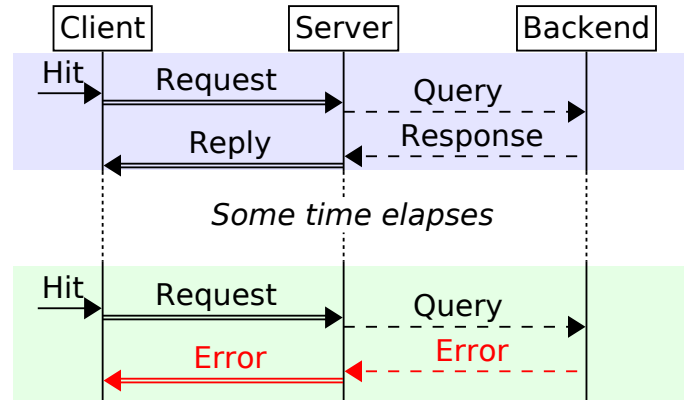 Client Server Backend
Hit Request Query
Reply Response
Some time elapses
Hit Request Query
Error Error